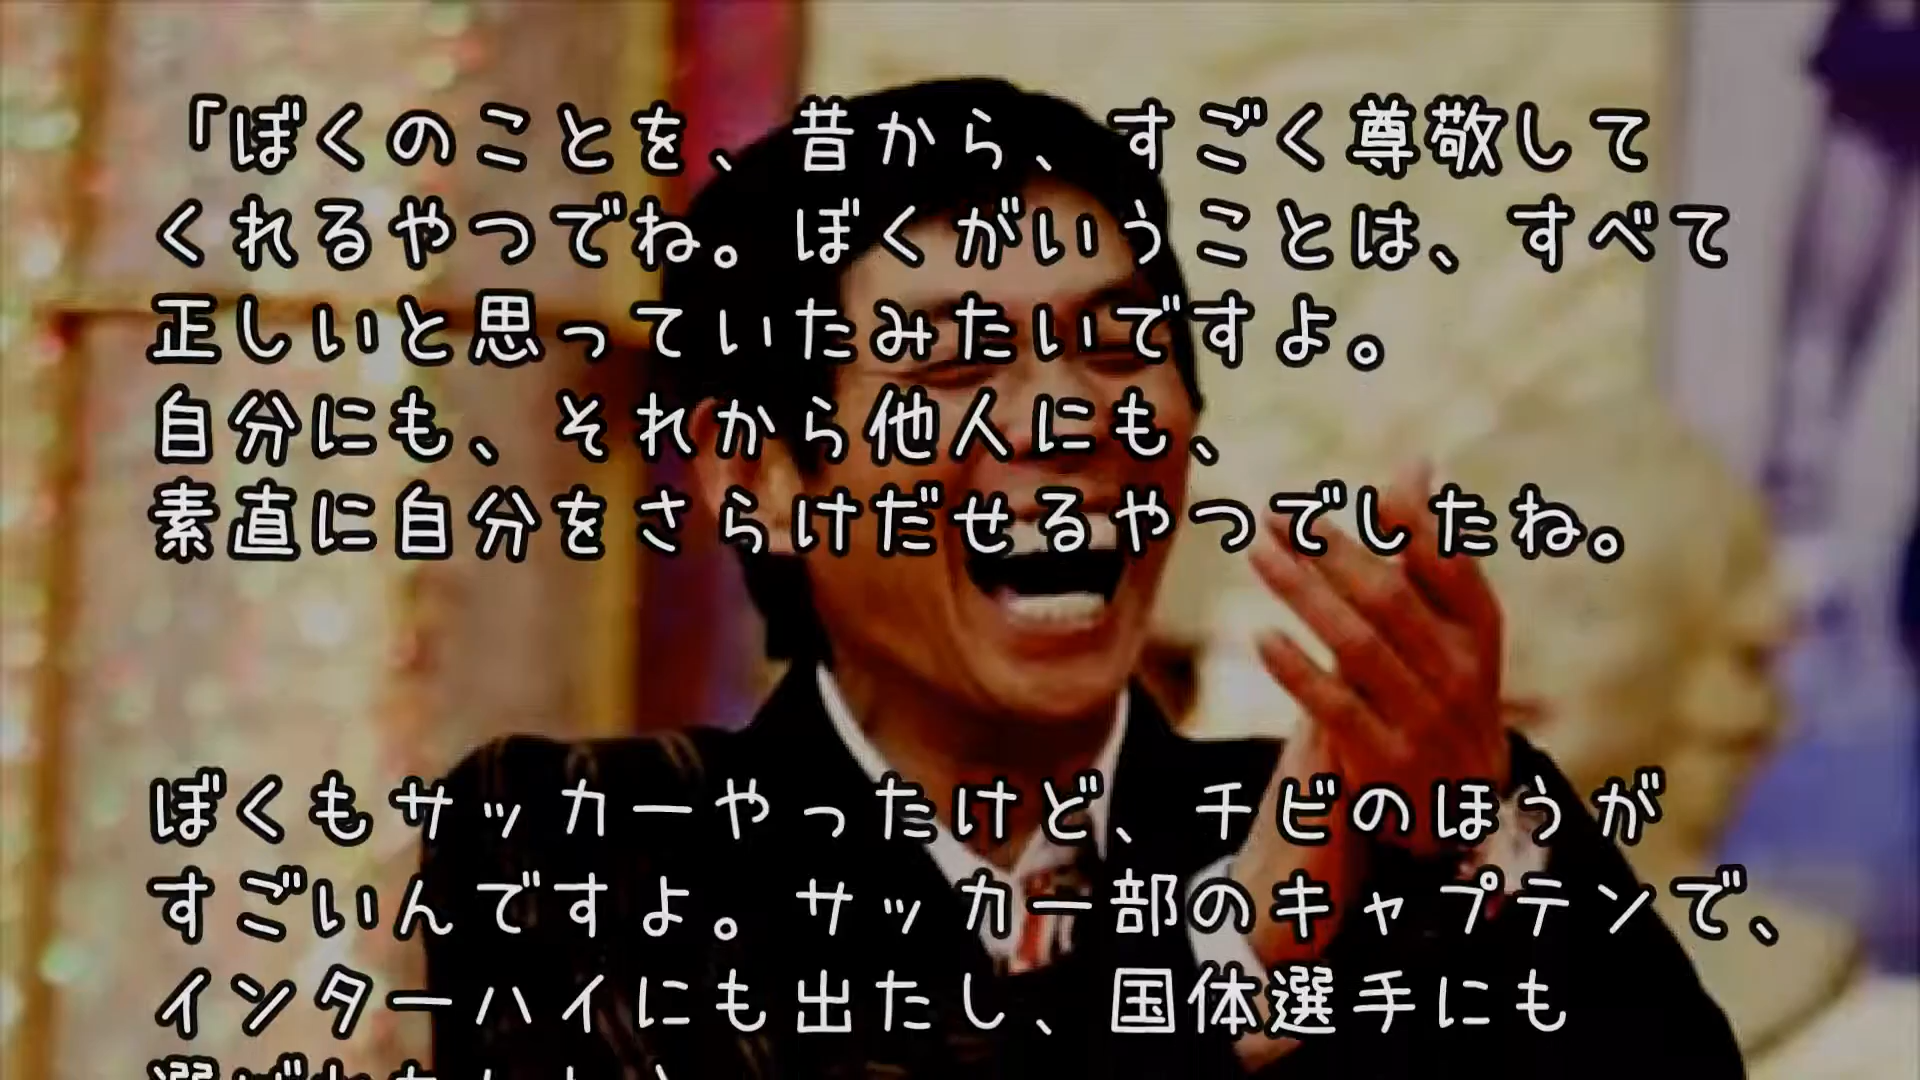 「ぼくのことを、昔から、すごく尊敬して
くれるやつでね。ぼくがいうことは、すべて
正しいと思っていたみたいですよ。
自分にも、それから他人にも、
素直に自分をさらけだせるやつでしたね。
ぼくもサッカーやったけど、チビのほうが
すごいんですよ。サッカー部のキャプテンで、
インターハイにも出たし、国体選手にも